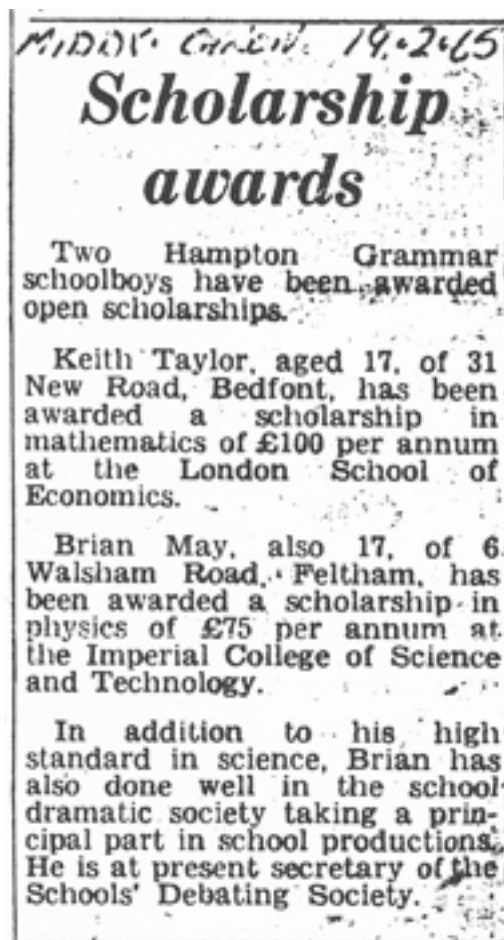 MIDDX. CHRON. 19.2.65
Scholarship
awards
Two Hampton Grammar
schoolboys have been awarded
open scholarships.
Keith Taylor, aged 17, of 31
New Road, Bedfont, has been
awarded a scholarship in
mathematics of £100 per annum
at the London School of
Economics.
Brian May, also 17, of 6
Walsham Road, Feltham, has
been awarded a scholarship in
physics of £75 per annum at
the Imperial College of Science
and Technology.
In addition to his high
standard in science, Brian has
also done well in the school
dramatic society taking a prin-
cipal part in school productions.
He is at present secretary of the
Schools' Debating Society.